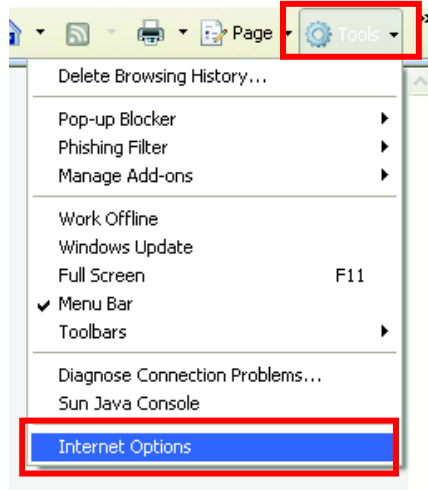 Page Tools
Delete Browsing History...
Pop-up Blocker
Phishing Filter
Manage Add-ons
Work Offline
Windows Update
Full Screen F11
Menu Bar
Toolbars
Diagnose Connection Problems...
Sun Java Console
Internet Options